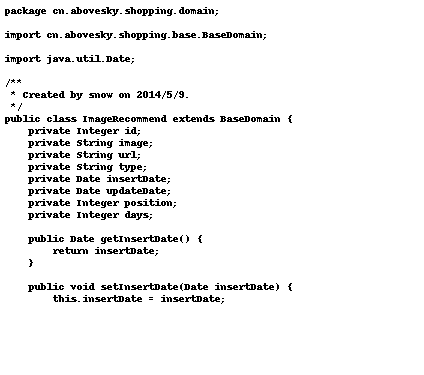 package cn.abovesky.shopping.domain;
import cn.abovesky.shopping.base.BaseDomain;
import java.util.Date;
/**
 * Created by snow on 2014/5/9.
 */
public class ImageRecommend extends BaseDomain {
    private Integer id;
    private String image;
    private String url;
    private String type;
    private Date insertDate;
    private Date updateDate;
    private Integer position;
    private Integer days;
    public Date getInsertDate() {
        return insertDate;
    }
    public void setInsertDate(Date insertDate) {
        this.insertDate = insertDate;